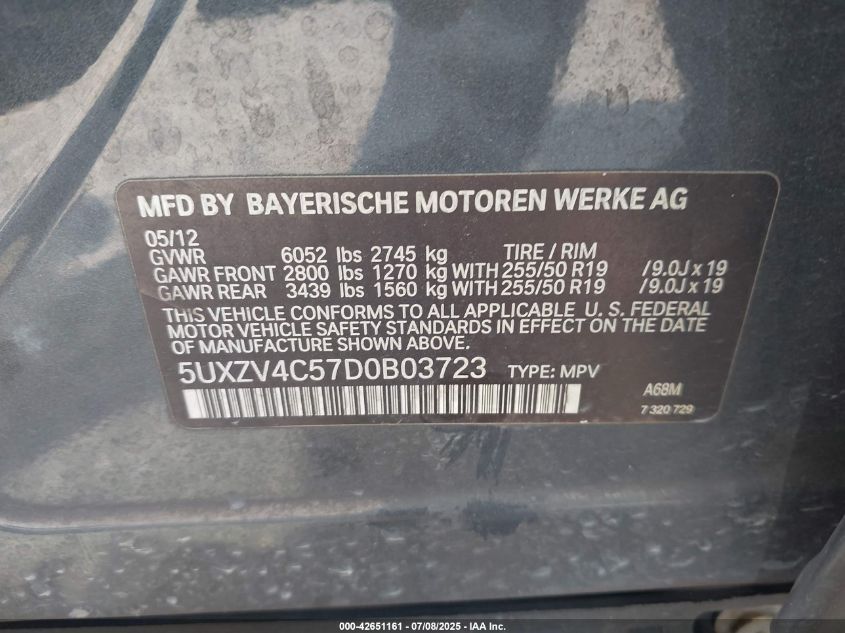 MFD BY BAYERISCHE MOTOREN WERKE AG
05/12
GVWR 6052 lbs 2745 kg TIRE / RIM
GAWR FRONT 2800 lbs 1270 kg WITH 255/50 R19 /9.0J x 19
GAWR REAR 3439 lbs 1560 kg WITH 255/50 R19 /9.0J x 19
THIS VEHICLE CONFORMS TO ALL APPLICABLE U. S. FEDERAL
MOTOR VEHICLE SAFETY STANDARDS IN EFFECT ON THE DATE
OF MANUFACTURE SHOWN ABOVE.
5UXZV4C57D0B03723 TYPE: MPV
A68M
7 320 729
000-42651161 - 07/08/2025 - IAA Inc.